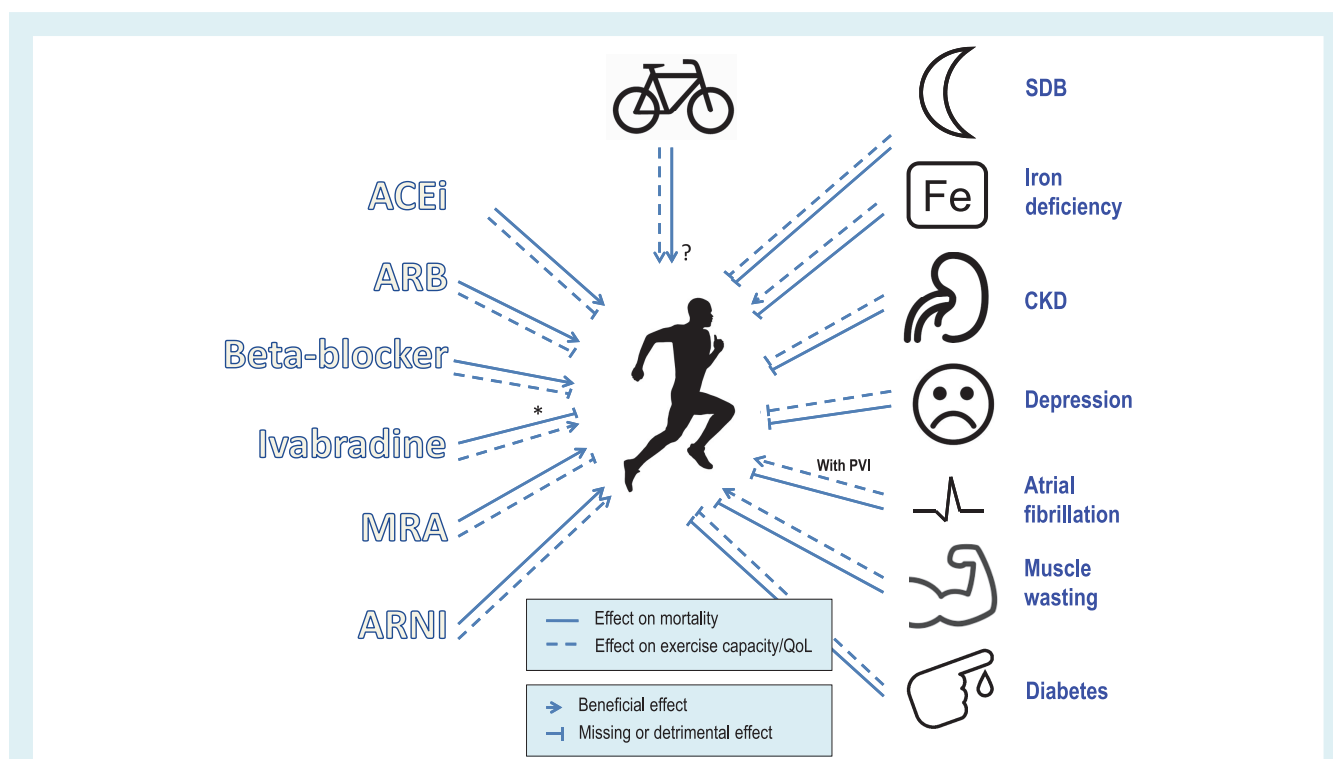 SDB
ACEi
Fe
Iron
deficiency
?
ARB
CKD
Beta-blocker
*
Depression
Ivabradine
With PVI
Atrial
fibrillation
MRA
Muscle
wasting
ARNI
Effect on mortality
Effect on exercise capacity/QoL
Diabetes
Beneficial effect
Missing or detrimental effect